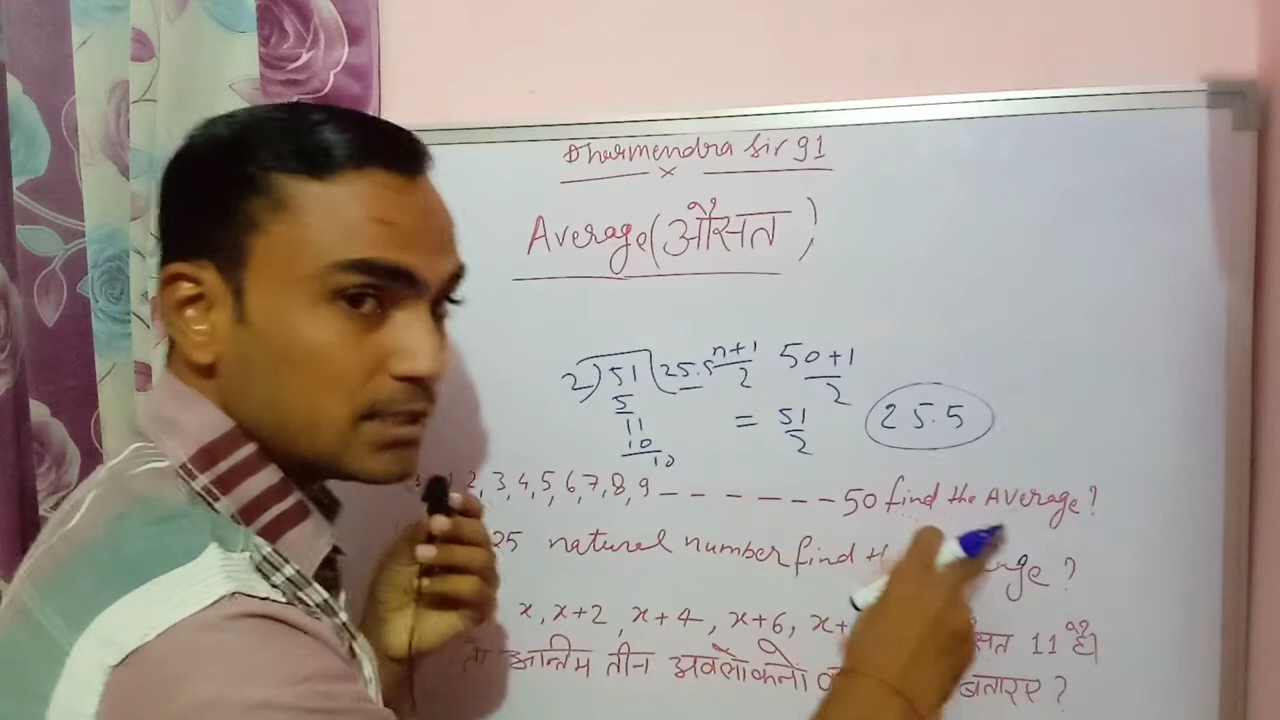 Dharmendra Sir 91
×
Average (औसत)
2) 51 (25.5
5
11
10
10
n+1/2 50+1/2
= 51/2 25.5
2, 3, 4, 5, 6, 7, 8, 9 – – – – – – 50 find the Average ?
25 natural number find ?
x, x+2, x+4, x+6, x+ 11 है
तो अन्तिम तीन अवलोकनों बताइए ?